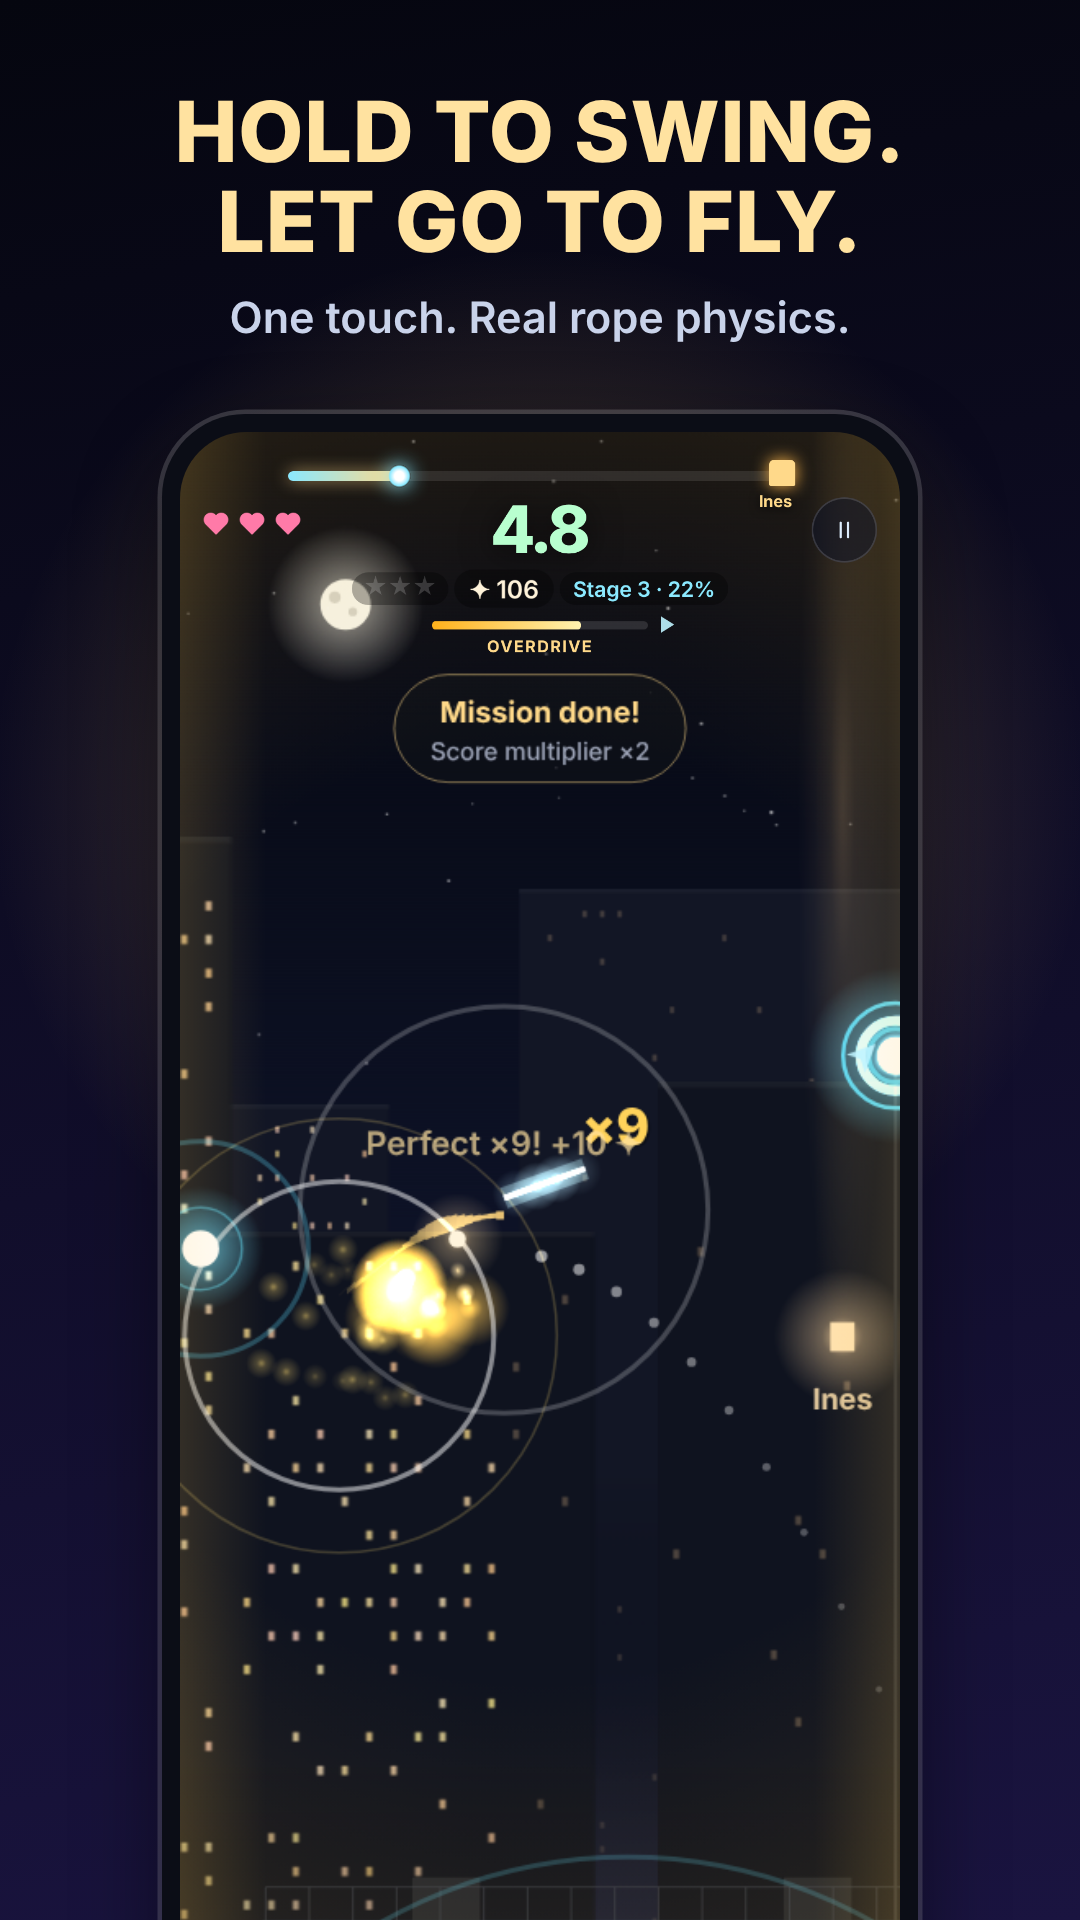 HOLD TO SWING.
LET GO TO FLY.
One touch. Real rope physics.
Ines
4.8
106
Stage 3 · 22%
OVERDRIVE
Mission done!
Score multiplier ×2
×9
Perfect ×9! +10
Ines